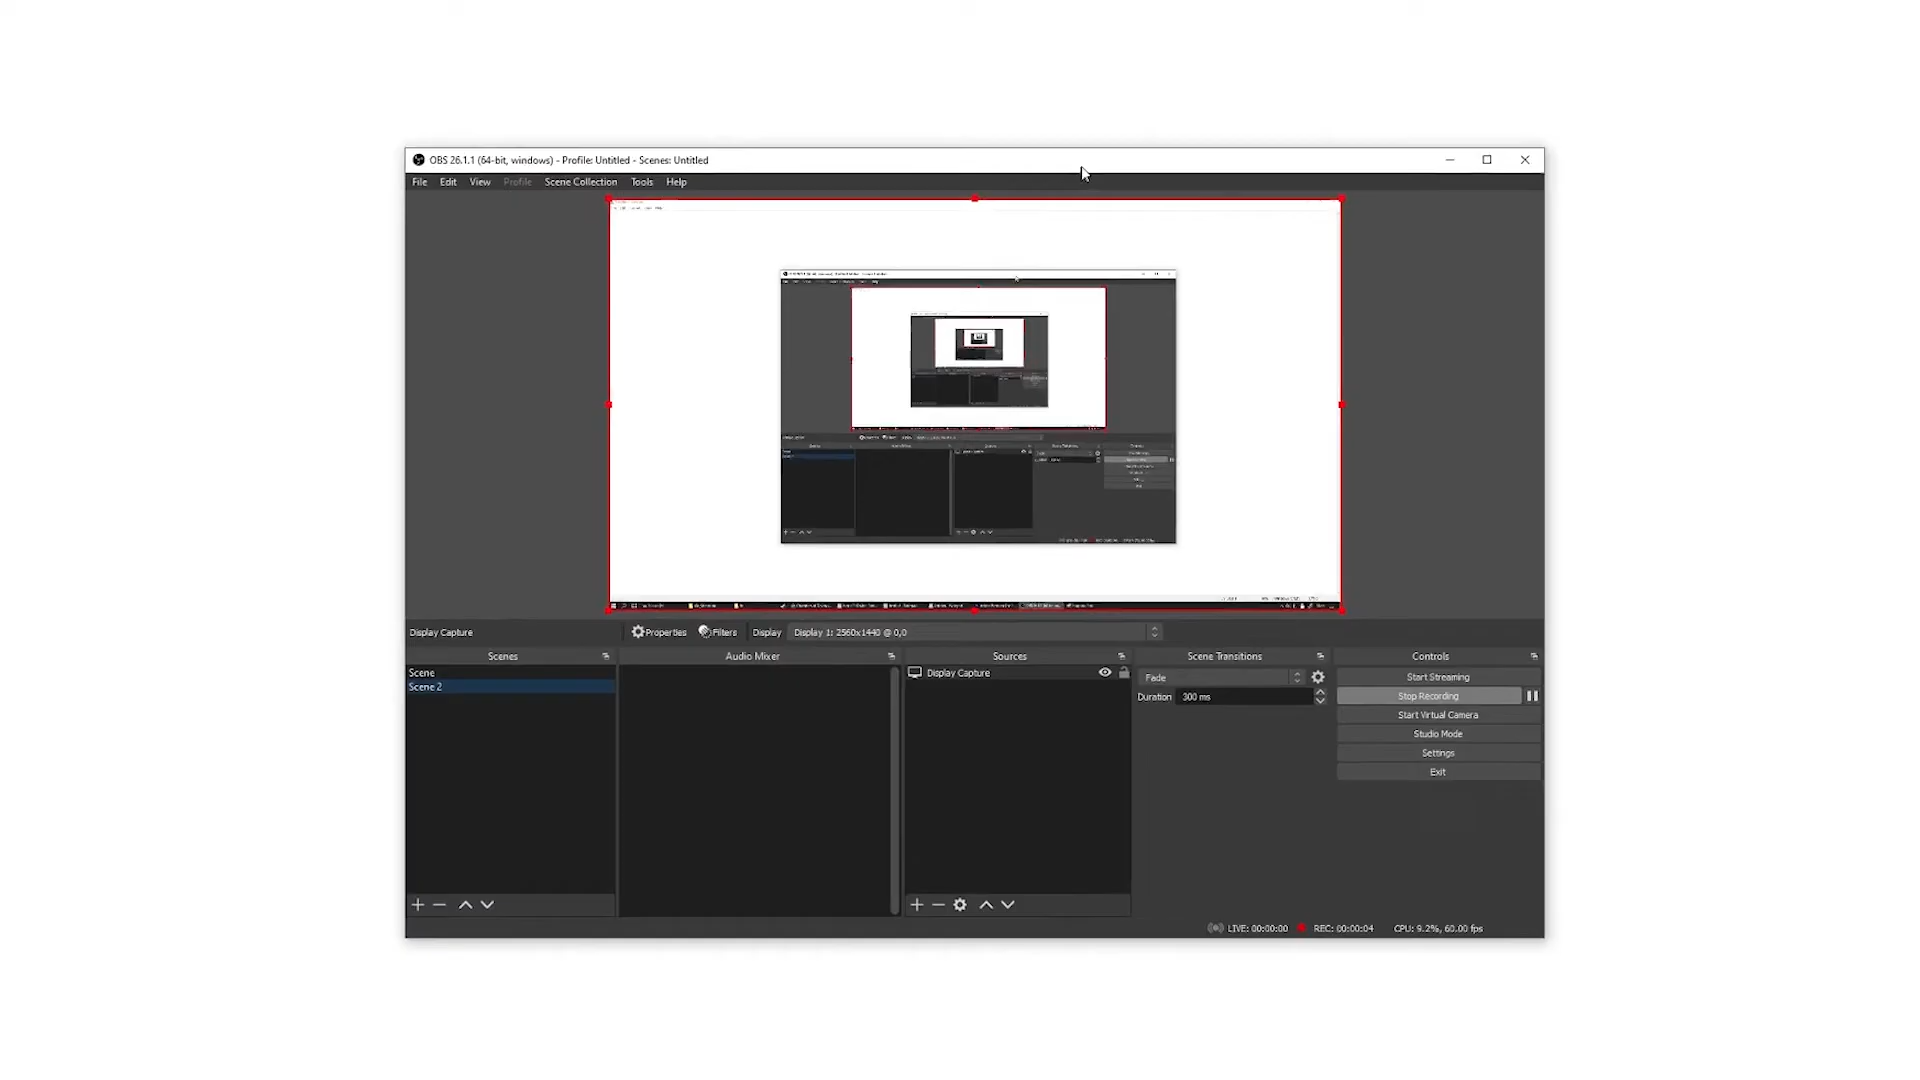 OBS 26.1.1 (64-bit, windows) - Profile: Untitled - Scenes: Untitled
File Edit View Profile Scene Collection Tools Help
Display Capture Properties Filters Display Display 1: 2560x1440 @ 0,0
Scenes Audio Mixer Sources Scene Transitions Controls
Scene Display Capture Fade Start Streaming
Scene 2 Duration 300 ms Stop Recording
Start Virtual Camera
Studio Mode
Settings
Exit
LIVE: 00:00:00 REC: 00:00:04 CPU: 9.2%, 60.00 fps